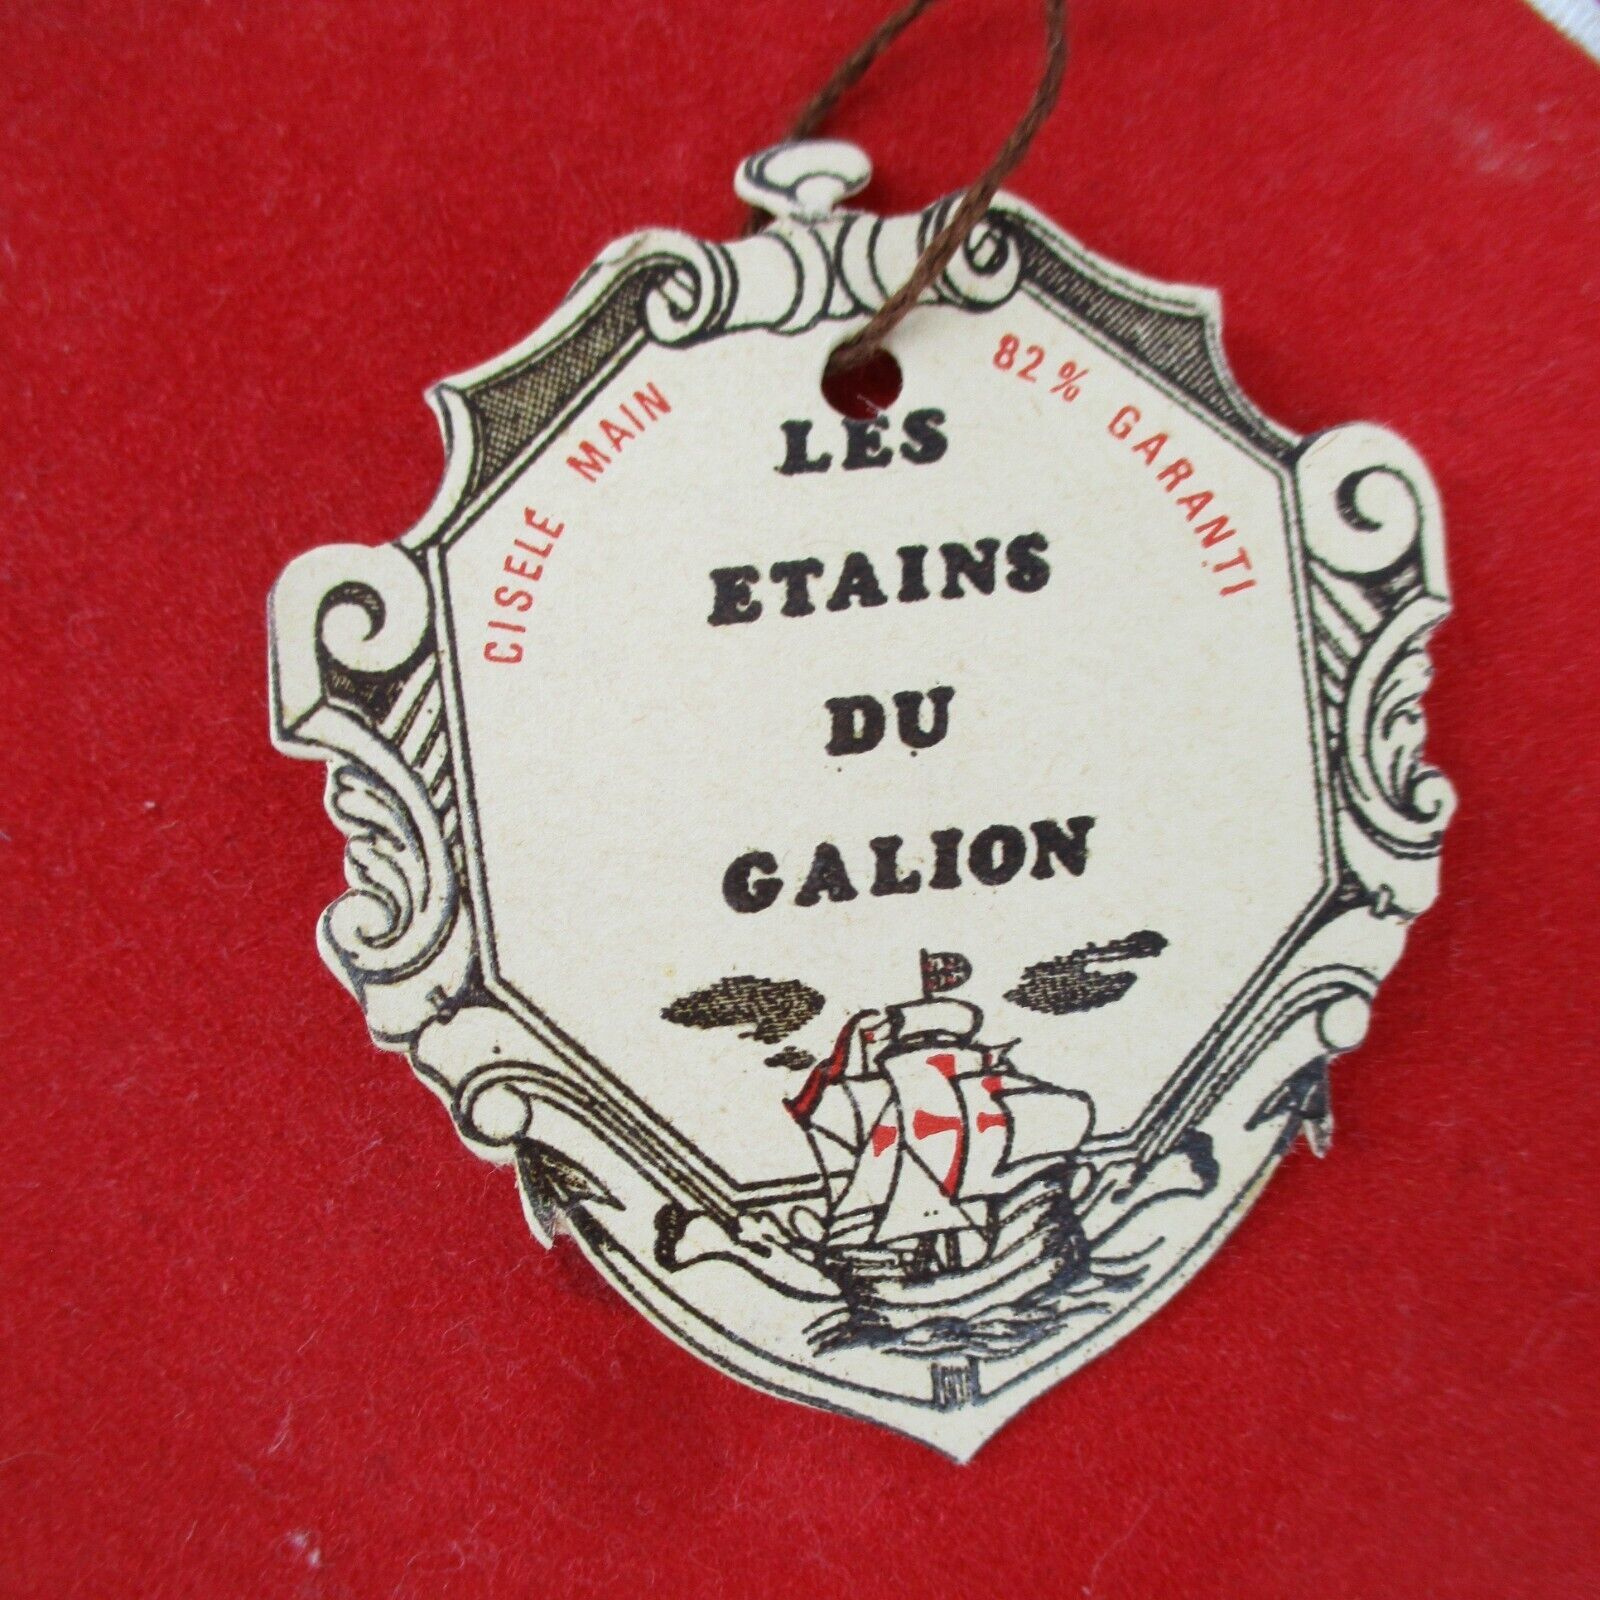 CISELE MAIN
82% GARANTI
LES
ETAINS
DU
GALION